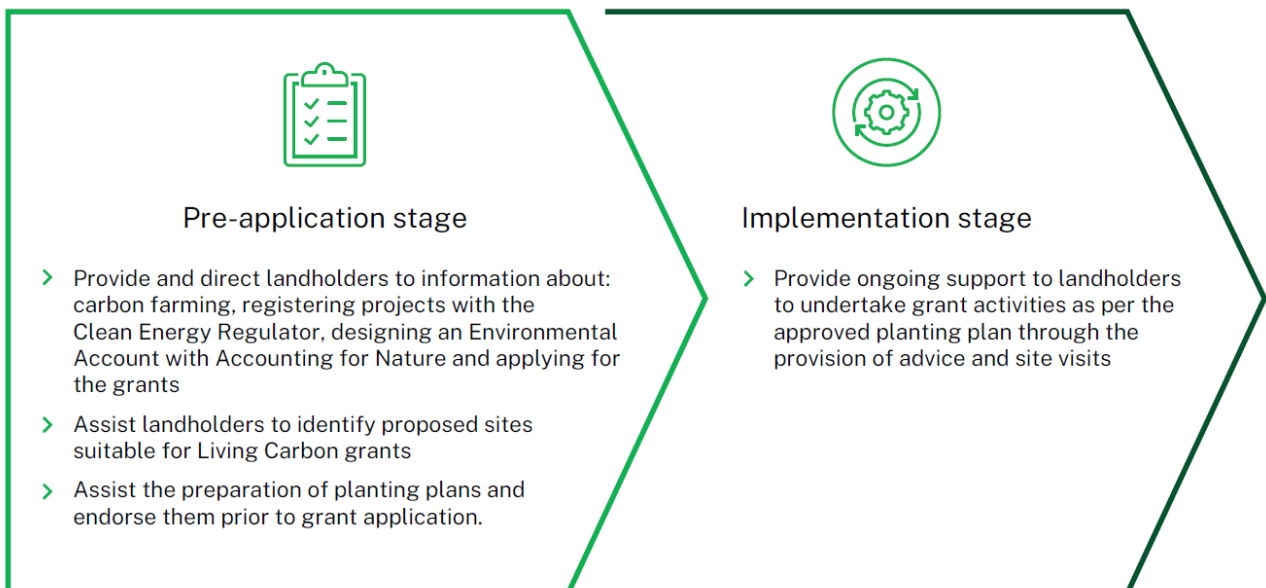 Pre-application stage
Provide and direct landholders to information about:
carbon farming, registering projects with the
Clean Energy Regulator, designing an Environmental
Account with Accounting for Nature and applying for
the grants
Assist landholders to identify proposed sites
suitable for Living Carbon grants
Assist the preparation of planting plans and
endorse them prior to grant application.
Implementation stage
Provide ongoing support to landholders
to undertake grant activities as per the
approved planting plan through the
provision of advice and site visits